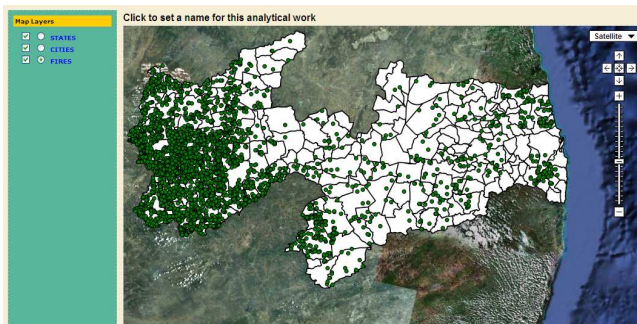 Map Layers
STATES
CITIES
FIRES
Click to set a name for this analytical work
Satellite